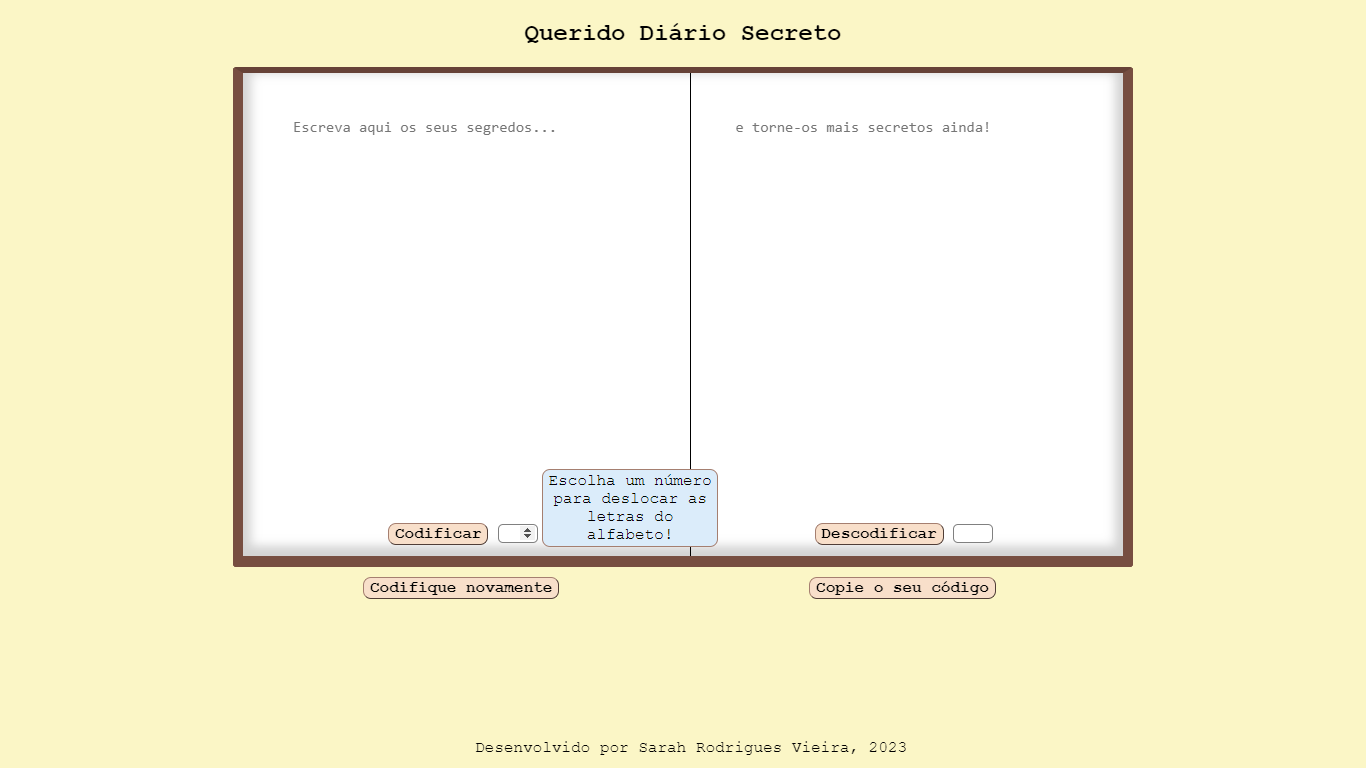 Querido Diário Secreto
Escreva aqui os seus segredos...
e torne-os mais secretos ainda!
Escolha um número
para deslocar as
letras do
alfabeto!
Codificar
Descodificar
Codifique novamente
Copie o seu código
Desenvolvido por Sarah Rodrigues Vieira, 2023